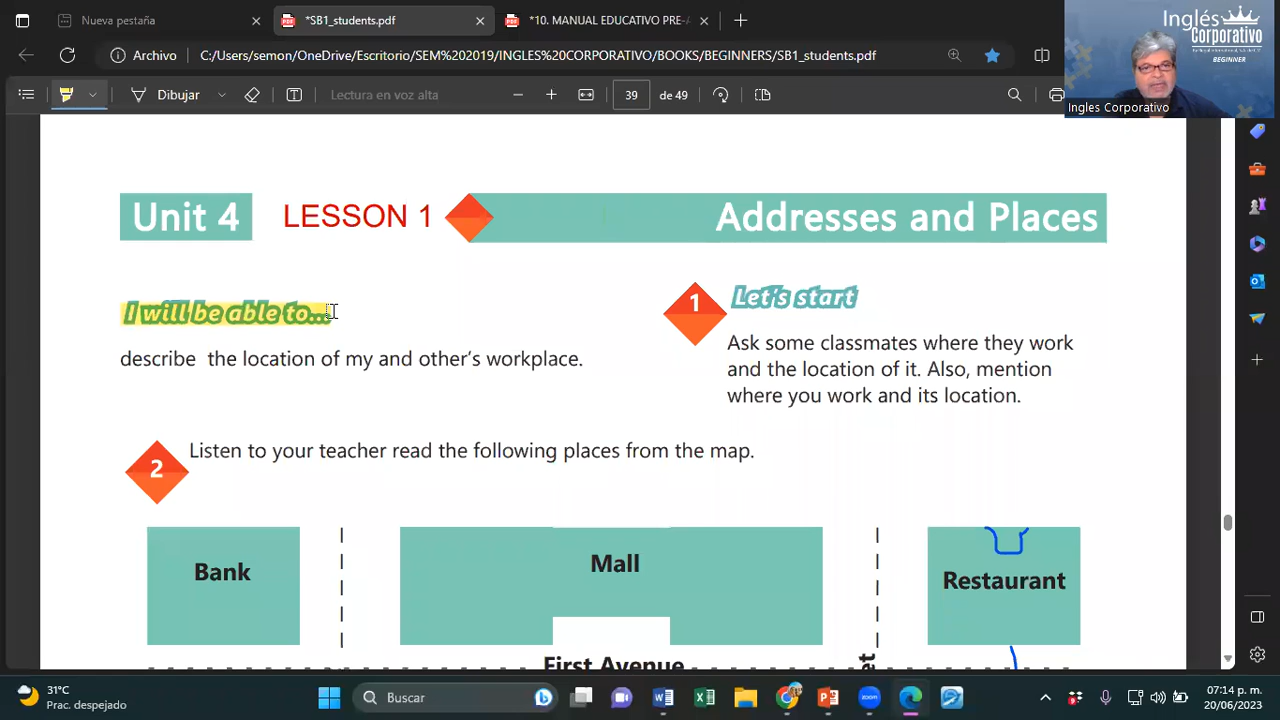 Nueva pestaña
*SB1_students.pdf
*10. MANUAL EDUCATIVO PRE-
Archivo
C:/Users/semon/OneDrive/Escritorio/SEM%202019/INGLES%20CORPORATIVO/BOOKS/BEGINNERS/SB1_students.pdf
Inglés
Corporativo
BEGINNER
Ingles Corporativo
Dibujar
Lectura en voz alta
39
de 49
Unit 4
LESSON 1
Addresses and Places
I will be able to...
describe the location of my and other's workplace.
1
Let's start
Ask some classmates where they work
and the location of it. Also, mention
where you work and its location.
2
Listen to your teacher read the following places from the map.
Bank
Mall
Restaurant
First Avenue
et
31°C
Prac. despejado
Buscar
07:14 p. m.
20/06/2023